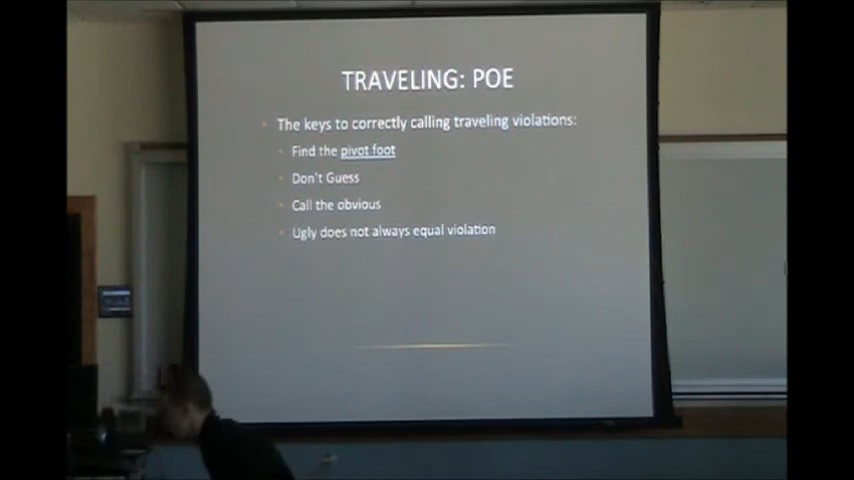 TRAVELING: POE
The keys to correctly calling traveling violations:
Find the pivot foot
Don't Guess
Call the obvious
Ugly does not always equal violation